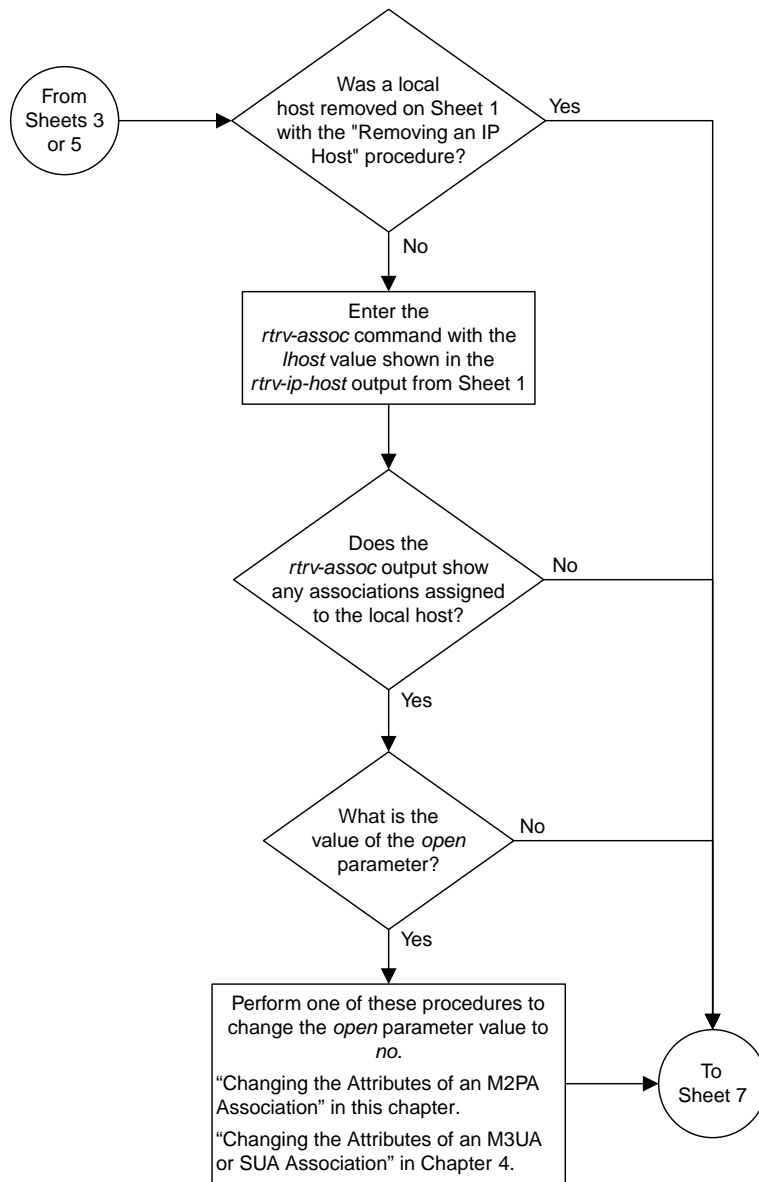 From
Sheets 3
or 5
Was a local
host removed on Sheet 1
with the "Removing an IP
Host" procedure?
Yes
No
Enter the
rtrv-assoc command with the
lhost value shown in the
rtrv-ip-host output from Sheet 1
Does the
rtrv-assoc output show
any associations assigned
to the local host?
No
Yes
What is the
value of the open
parameter?
No
Yes
Perform one of these procedures to
change the open parameter value to
no.
“Changing the Attributes of an M2PA
Association” in this chapter.
“Changing the Attributes of an M3UA
or SUA Association” in Chapter 4.
To
Sheet 7